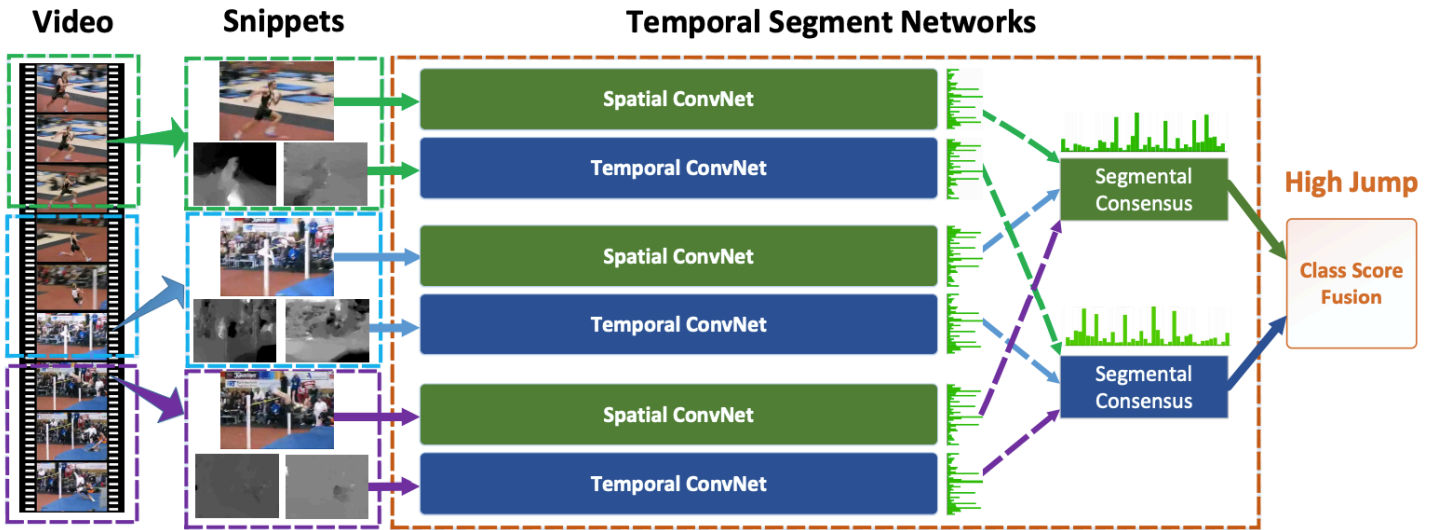 Video
Snippets
Temporal Segment Networks
Spatial ConvNet
Temporal ConvNet
Spatial ConvNet
Temporal ConvNet
Spatial ConvNet
Temporal ConvNet
Segmental
Consensus
Segmental
Consensus
High Jump
Class Score
Fusion